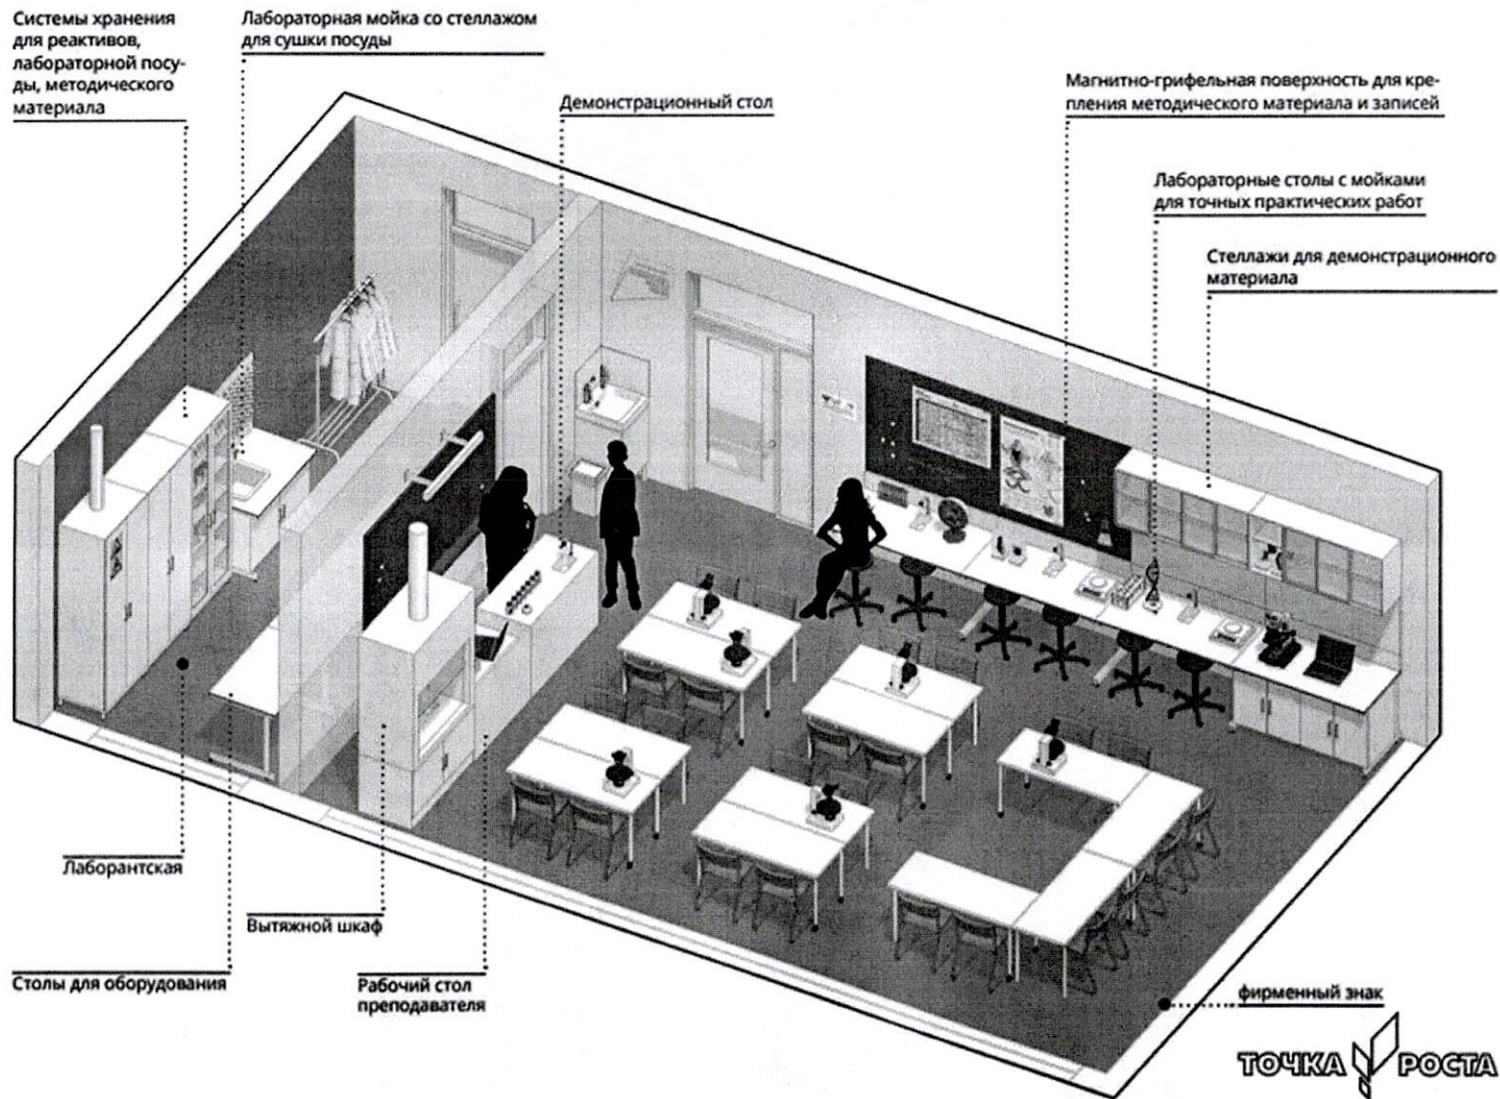 Системы хранения
для реактивов,
лабораторной посу-
ды, методического
материала
Лабораторная мойка со стеллажом
для сушки посуды
Демонстрационный стол
Магнитно-грифельная поверхность для кре-
пления методического материала и записей
Лабораторные столы с мойками
для точных практических работ
Стеллажи для демонстрационного
материала
Лаборантская
Вытяжной шкаф
Столы для оборудования
Рабочий стол
преподавателя
фирменный знак
ТОЧКА РОСТА